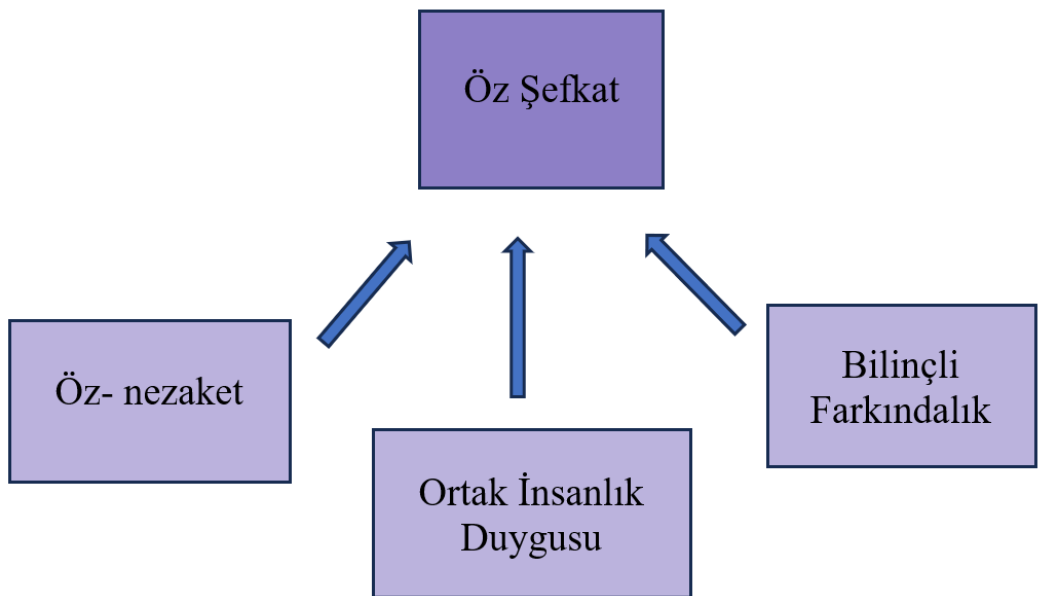 Öz Şefkat
Öz- nezaket
Ortak İnsanlık
Duygusu
Bilinçli
Farkındalık